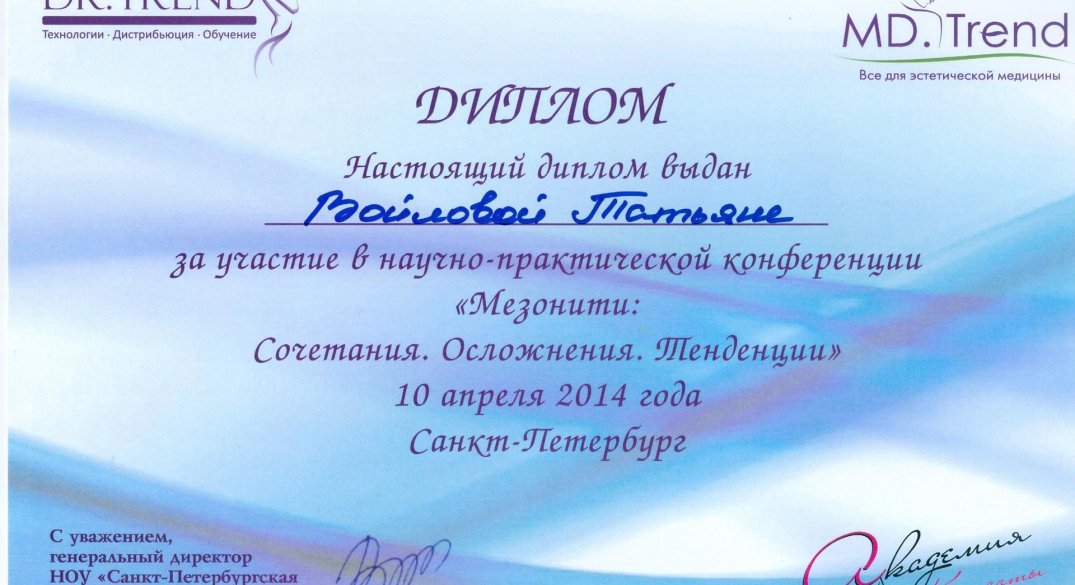 DR. TREND
Технологии · Дистрибьюция · Обучение
MD. Trend
Все для эстетической медицины
ДИПЛОМ
Настоящий диплом выдан
Войловой Татьяне
за участие в научно-практической конференции
«Мезонити:
Сочетания. Осложнения. Тенденции»
10 апреля 2014 года
Санкт-Петербург
С уважением,
генеральный директор
НОУ «Санкт-Петербургская
Академия
Красоты